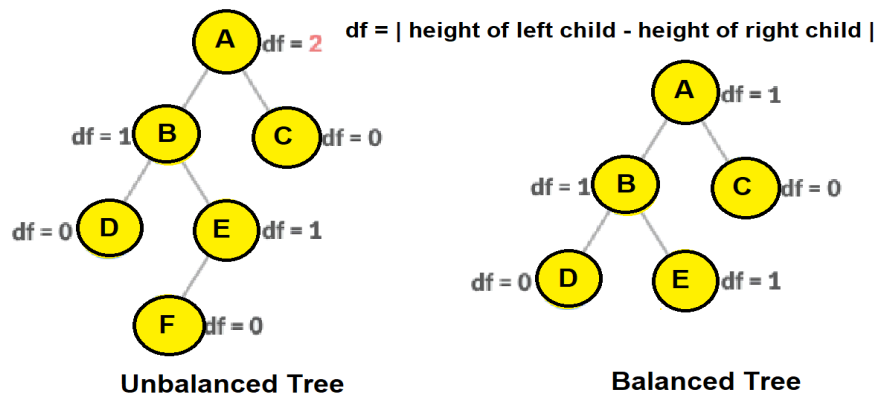 df = | height of left child - height of right child |
A df = 2
df = 1 B
C df = 0
df = 0 D
E df = 1
F df = 0
Unbalanced Tree
A df = 1
df = 1 B
C df = 0
df = 0 D
E df = 1
Balanced Tree